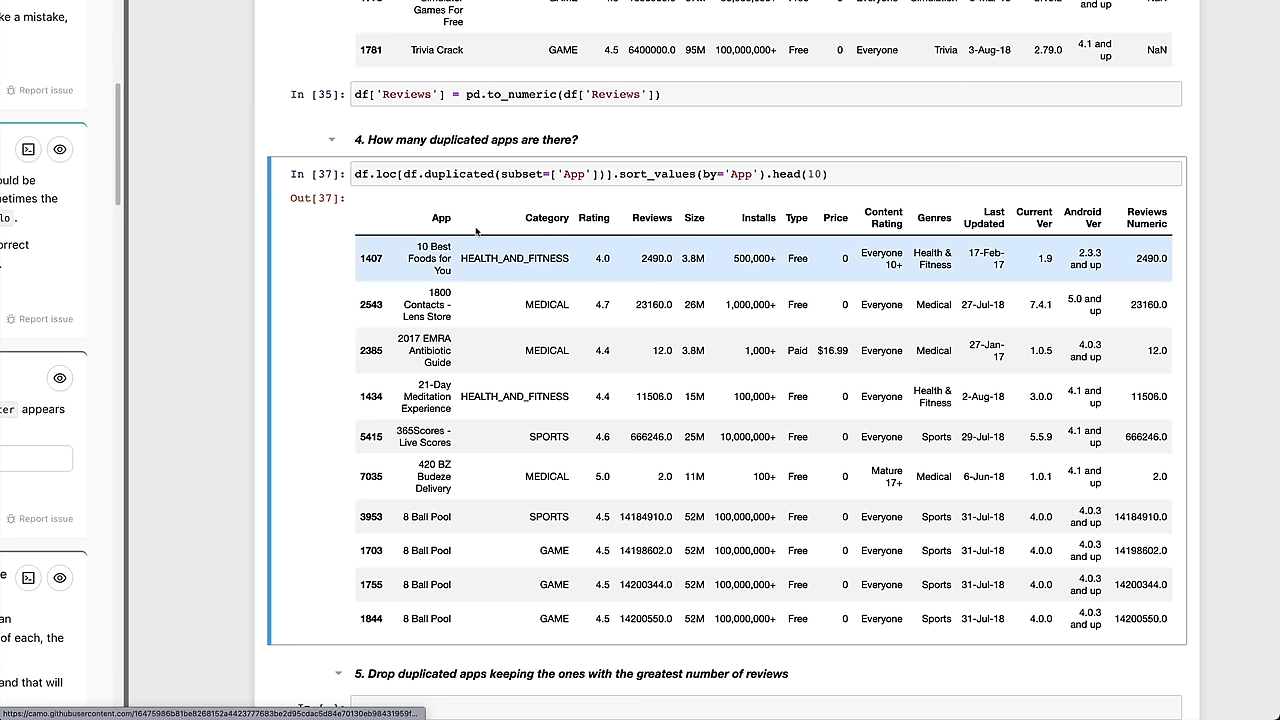 ke a mistake,
Report issue
uld be
netimes the
lo .
orrect
Report issue
ter appears
Report issue
e
an
of each, the
and that will
Games For
Free
and up
1781 Trivia Crack GAME 4.5 6400000.0 95M 100,000,000+ Free 0 Everyone Trivia 3-Aug-18 2.79.0 4.1 and up NaN
In [35]: df['Reviews'] = pd.to_numeric(df['Reviews'])
4. How many duplicated apps are there?
In [37]: df.loc[df.duplicated(subset=['App'])].sort_values(by='App').head(10)
Out[37]:
App Category Rating Reviews Size Installs Type Price Content Rating Genres Last Updated Current Ver Android Ver Reviews Numeric
1407 10 Best Foods for You HEALTH_AND_FITNESS 4.0 2490.0 3.8M 500,000+ Free 0 Everyone 10+ Health & Fitness 17-Feb-17 1.9 2.3.3 and up 2490.0
2543 1800 Contacts - Lens Store MEDICAL 4.7 23160.0 26M 1,000,000+ Free 0 Everyone Medical 27-Jul-18 7.4.1 5.0 and up 23160.0
2385 2017 EMRA Antibiotic Guide MEDICAL 4.4 12.0 3.8M 1,000+ Paid $16.99 Everyone Medical 27-Jan-17 1.0.5 4.0.3 and up 12.0
1434 21-Day Meditation Experience HEALTH_AND_FITNESS 4.4 11506.0 15M 100,000+ Free 0 Everyone Health & Fitness 2-Aug-18 3.0.0 4.1 and up 11506.0
5415 365Scores - Live Scores SPORTS 4.6 666246.0 25M 10,000,000+ Free 0 Everyone Sports 29-Jul-18 5.5.9 4.1 and up 666246.0
7035 420 BZ Budeze Delivery MEDICAL 5.0 2.0 11M 100+ Free 0 Mature 17+ Medical 6-Jun-18 1.0.1 4.1 and up 2.0
3953 8 Ball Pool SPORTS 4.5 14184910.0 52M 100,000,000+ Free 0 Everyone Sports 31-Jul-18 4.0.0 4.0.3 and up 14184910.0
1703 8 Ball Pool GAME 4.5 14198602.0 52M 100,000,000+ Free 0 Everyone Sports 31-Jul-18 4.0.0 4.0.3 and up 14198602.0
1755 8 Ball Pool GAME 4.5 14200344.0 52M 100,000,000+ Free 0 Everyone Sports 31-Jul-18 4.0.0 4.0.3 and up 14200344.0
1844 8 Ball Pool GAME 4.5 14200550.0 52M 100,000,000+ Free 0 Everyone Sports 31-Jul-18 4.0.0 4.0.3 and up 14200550.0
5. Drop duplicated apps keeping the ones with the greatest number of reviews